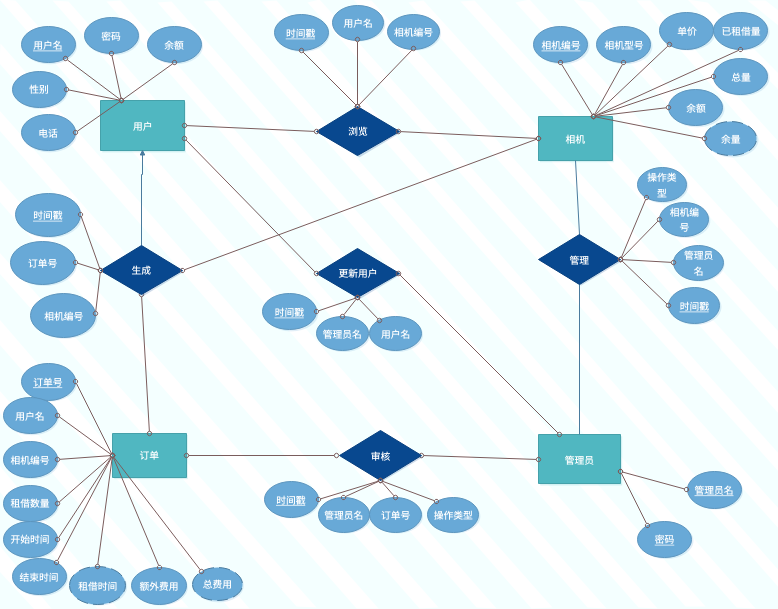 用户名
密码
余额
性别
电话
用户
时间戳
用户名
相机编号
浏览
相机编号
相机型号
单价
已租借量
总量
余额
余量
相机
时间戳
订单号
相机编号
生成
更新用户
时间戳
管理员名
用户名
操作类
型
相机编
号
管理员
名
时间戳
管理
订单号
用户名
相机编号
租借数量
开始时间
结束时间
租借时间
额外费用
总费用
订单
审核
时间戳
管理员名
订单号
操作类型
管理员
管理员名
密码